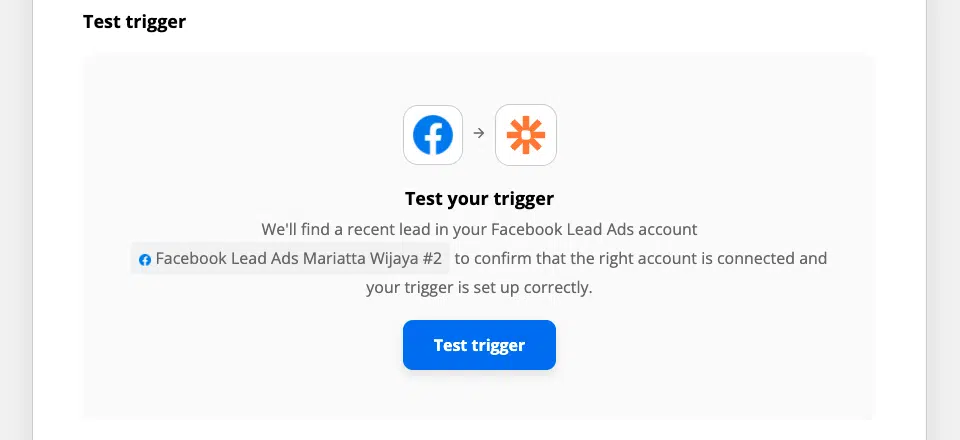 Test trigger
Test your trigger
We'll find a recent lead in your Facebook Lead Ads account
Facebook Lead Ads Mariatta Wijaya #2 to confirm that the right account is connected and
your trigger is set up correctly.
Test trigger